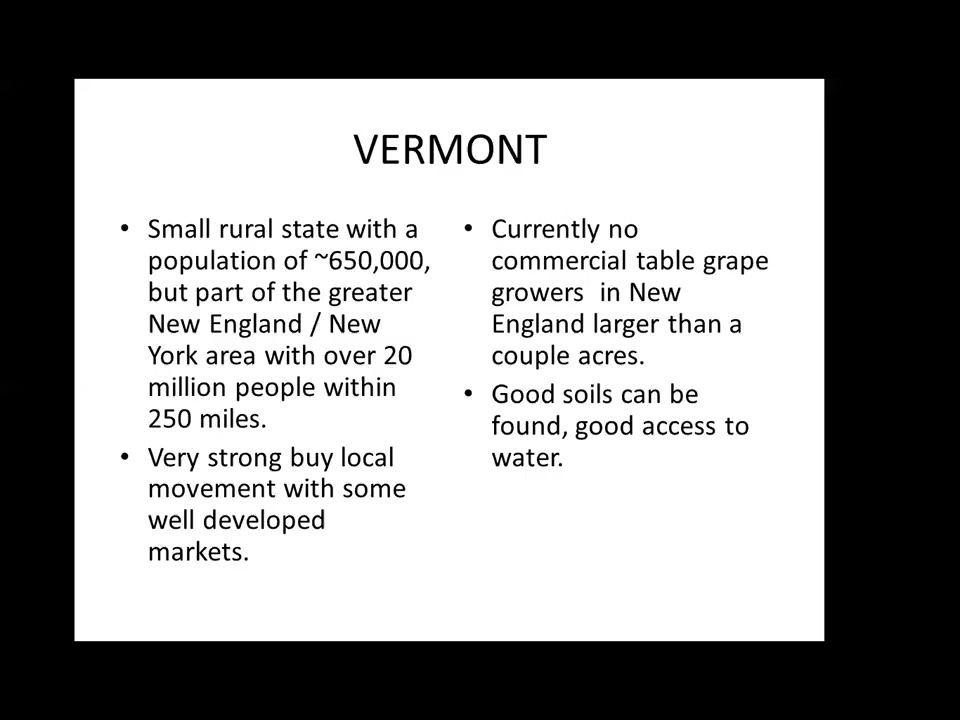 VERMONT
• Small rural state with a
population of ~650,000,
but part of the greater
New England / New
York area with over 20
million people within
250 miles.
• Very strong buy local
movement with some
well developed
markets.
• Currently no
commercial table grape
growers  in New
England larger than a
couple acres.
• Good soils can be
found, good access to
water.